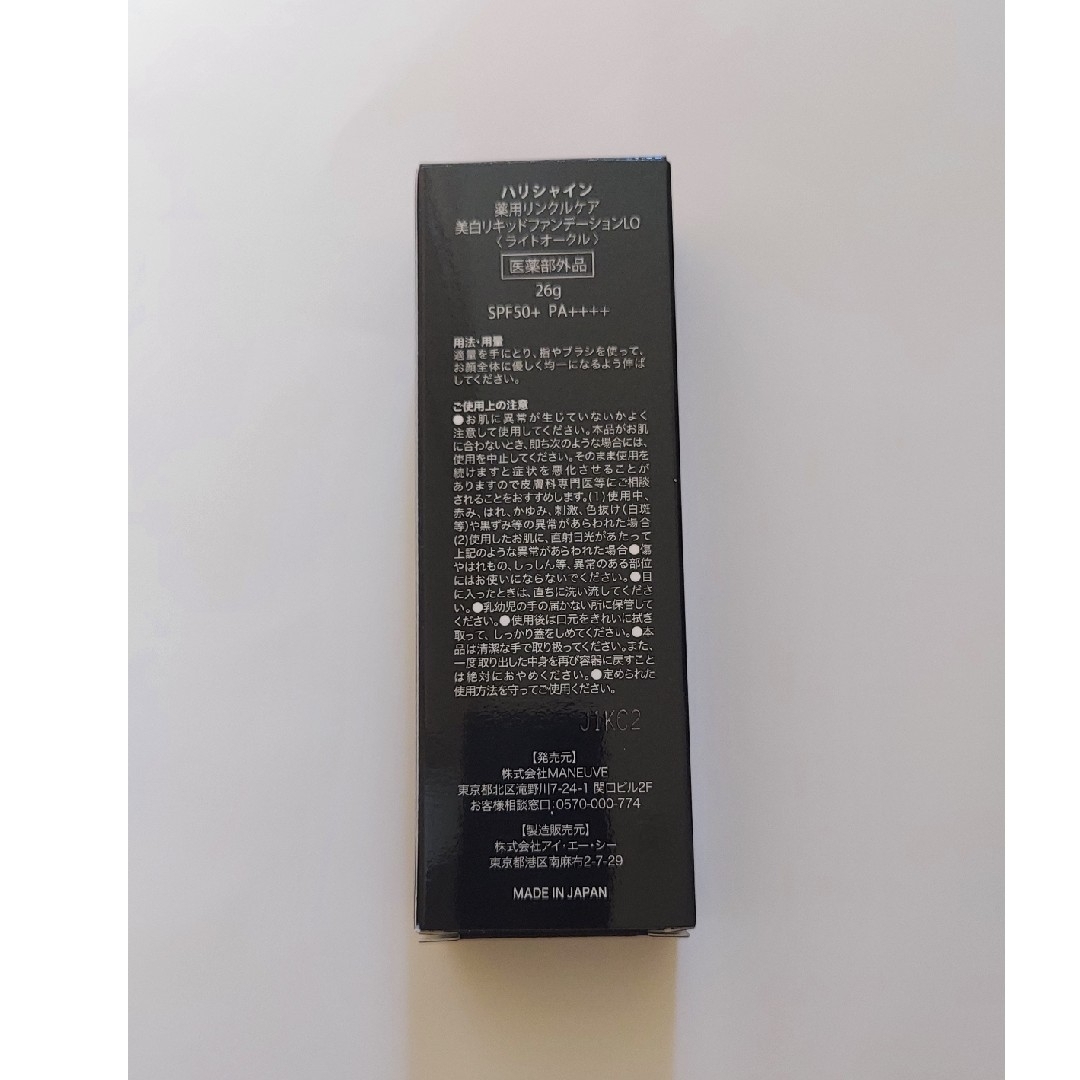 ハリシャイン
薬用リンクルケア
美白リキッドファンデーションLO
〈ライトオークル〉
医薬部外品
26g
SPF50+ PA++++
用法・用量
適量を手にとり、指やブラシを使って、
お顔全体に優しく均一になるよう伸ば
してください。
ご使用上の注意
●お肌に異常が生じていないかよく
注意して使用してください。本品がお肌
に合わないとき、即ち次のような場合には、
使用を中止してください。そのまま使用を
続けますと症状を悪化させることが
ありますので皮膚科専門医等にご相談
されることをおすすめします。(1)使用中、
赤み、はれ、かゆみ、刺激、色抜け(白斑
等)や黒ずみ等の異常があらわれた場合
(2)使用したお肌に、直射日光があたって
上記のような異常があらわれた場合●傷
やはれもの、しっしん等、異常のある部位
にはお使いにならないでください。●目
に入ったときは、直ちに洗い流してくださ
い。●乳幼児の手の届かない所に保管して
ください。●使用後は口元をきれいに拭き
取って、しっかり蓋をしめてください。●本
品は清潔な手で取り扱ってください。また、
一度取り出した中身を再び容器に戻すこと
は絶対におやめください。●定められた
使用方法を守ってご使用ください。
J1KC2
【発売元】
株式会社MANEUVE
東京都北区滝野川7-24-1 関口ビル2F
お客様相談窓口:0570-000-774
【製造販売元】
株式会社アイ・エー・シー
東京都港区南麻布2-7-29
MADE IN JAPAN